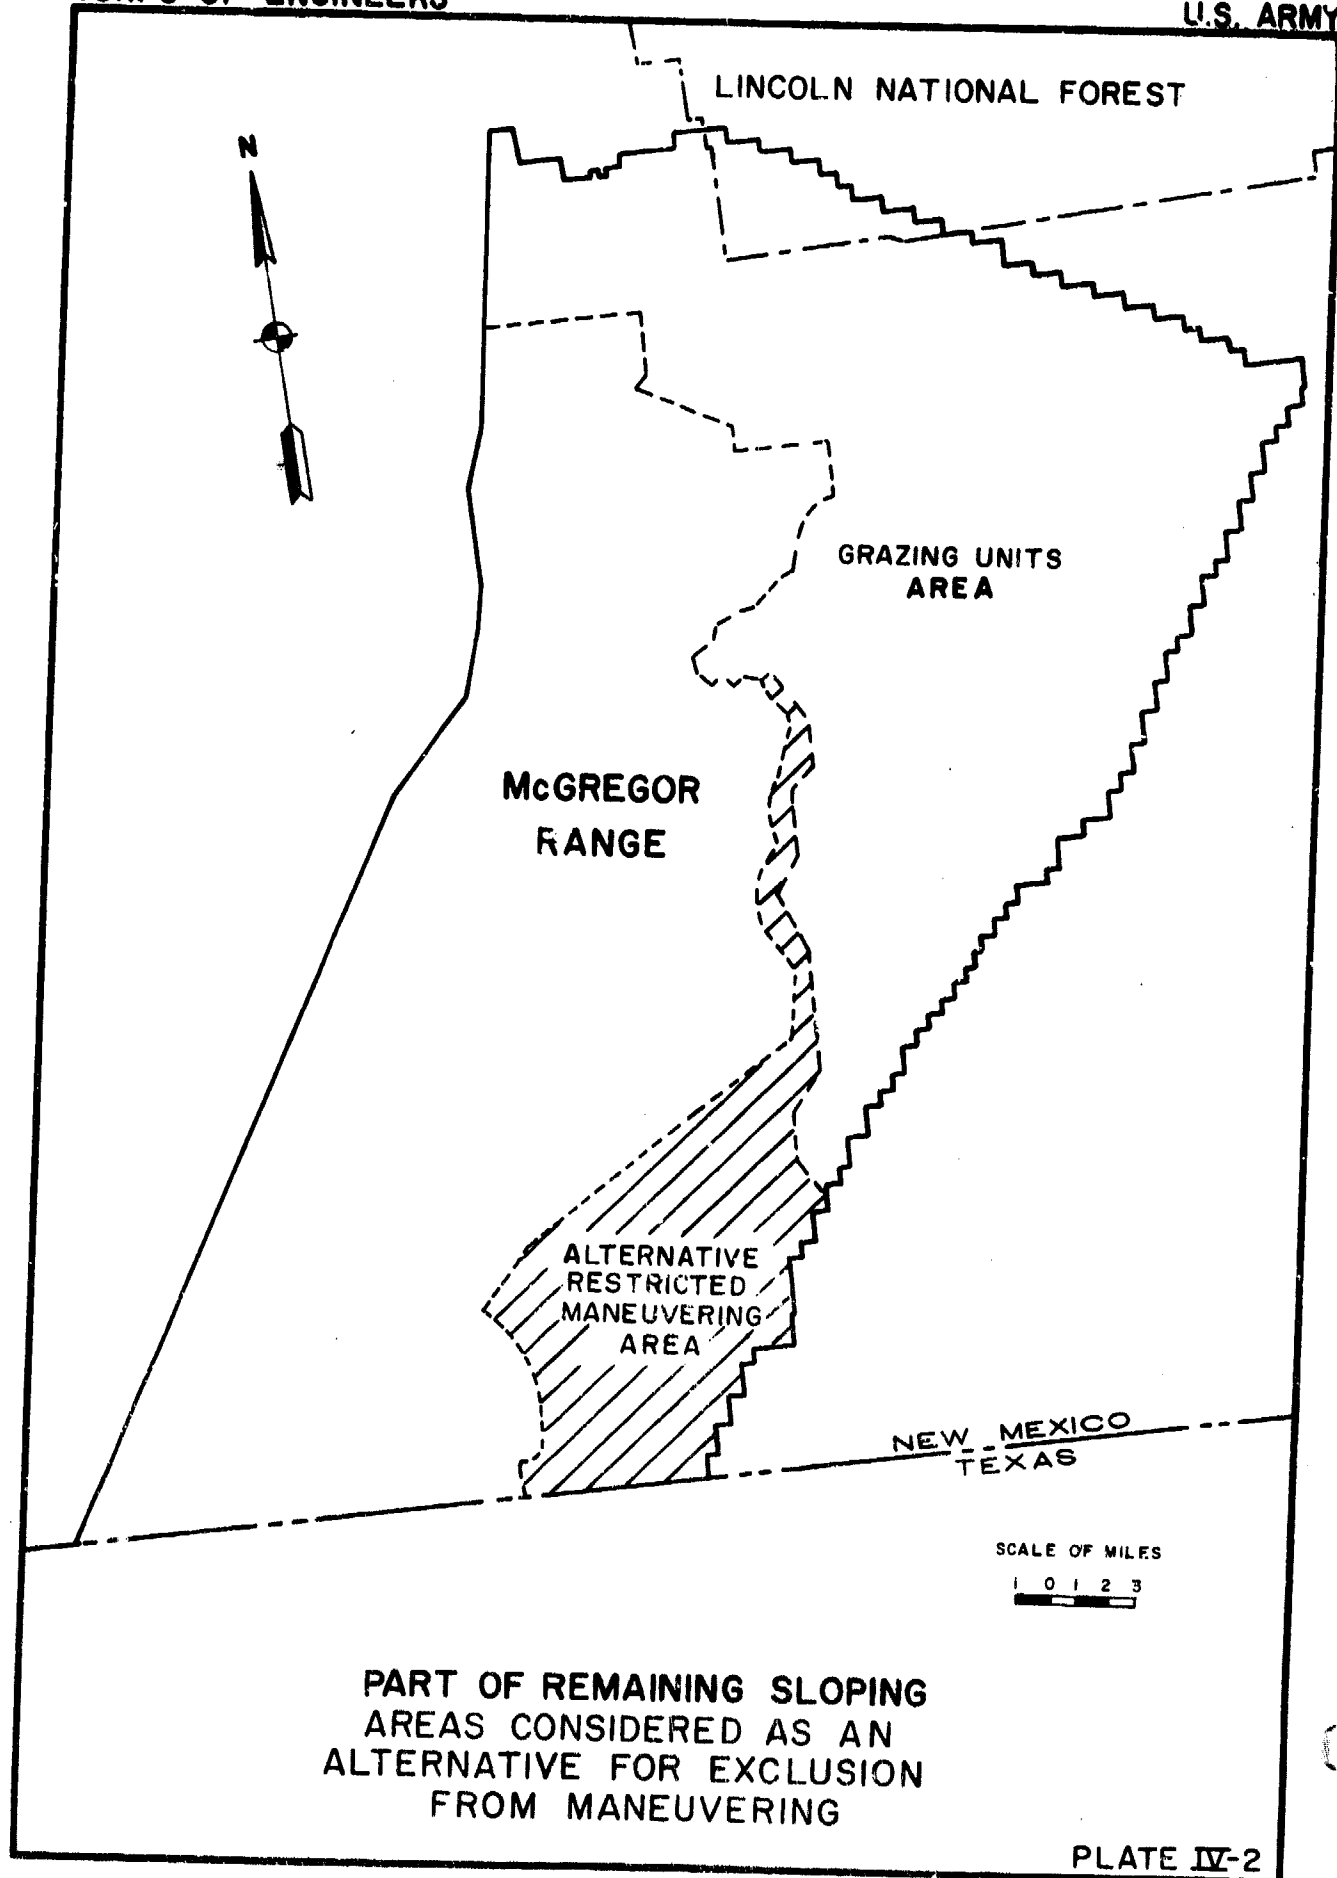 OF ENGINEERS
U.S. ARMY
LINCOLN NATIONAL FOREST
N
GRAZING UNITS
AREA
McGREGOR
RANGE
ALTERNATIVE
RESTRICTED
MANEUVERING
AREA
NEW MEXICO
TEXAS
SCALE OF MILES
1 0 1 2 3
PART OF REMAINING SLOPING
AREAS CONSIDERED AS AN
ALTERNATIVE FOR EXCLUSION
FROM MANEUVERING
PLATE IV-2